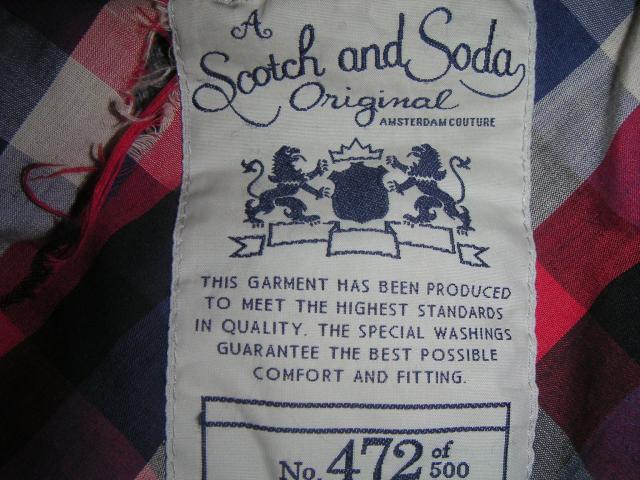 A
Scotch and Soda
Original
AMSTERDAM COUTURE
THIS GARMENT HAS BEEN PRODUCED
TO MEET THE HIGHEST STANDARDS
IN QUALITY. THE SPECIAL WASHINGS
GUARANTEE THE BEST POSSIBLE
COMFORT AND FITTING.
No. 472 of 500